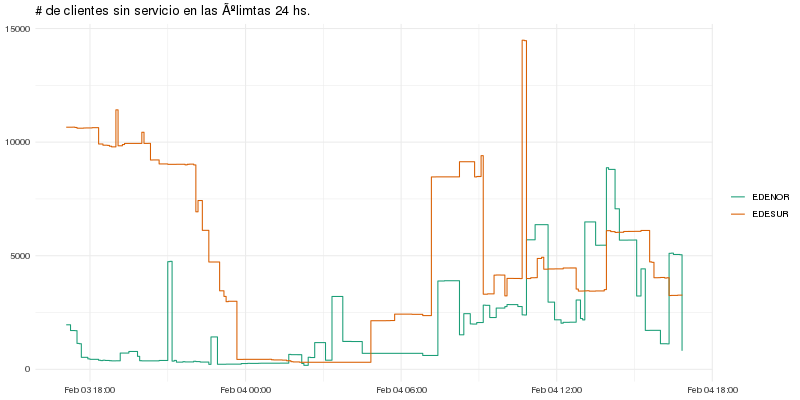 # de clientes sin servicio en las Ãºlimtas 24 hs.
15000
10000
5000
0
Feb 03 18:00
Feb 04 00:00
Feb 04 06:00
Feb 04 12:00
Feb 04 18:00
EDENOR
EDESUR